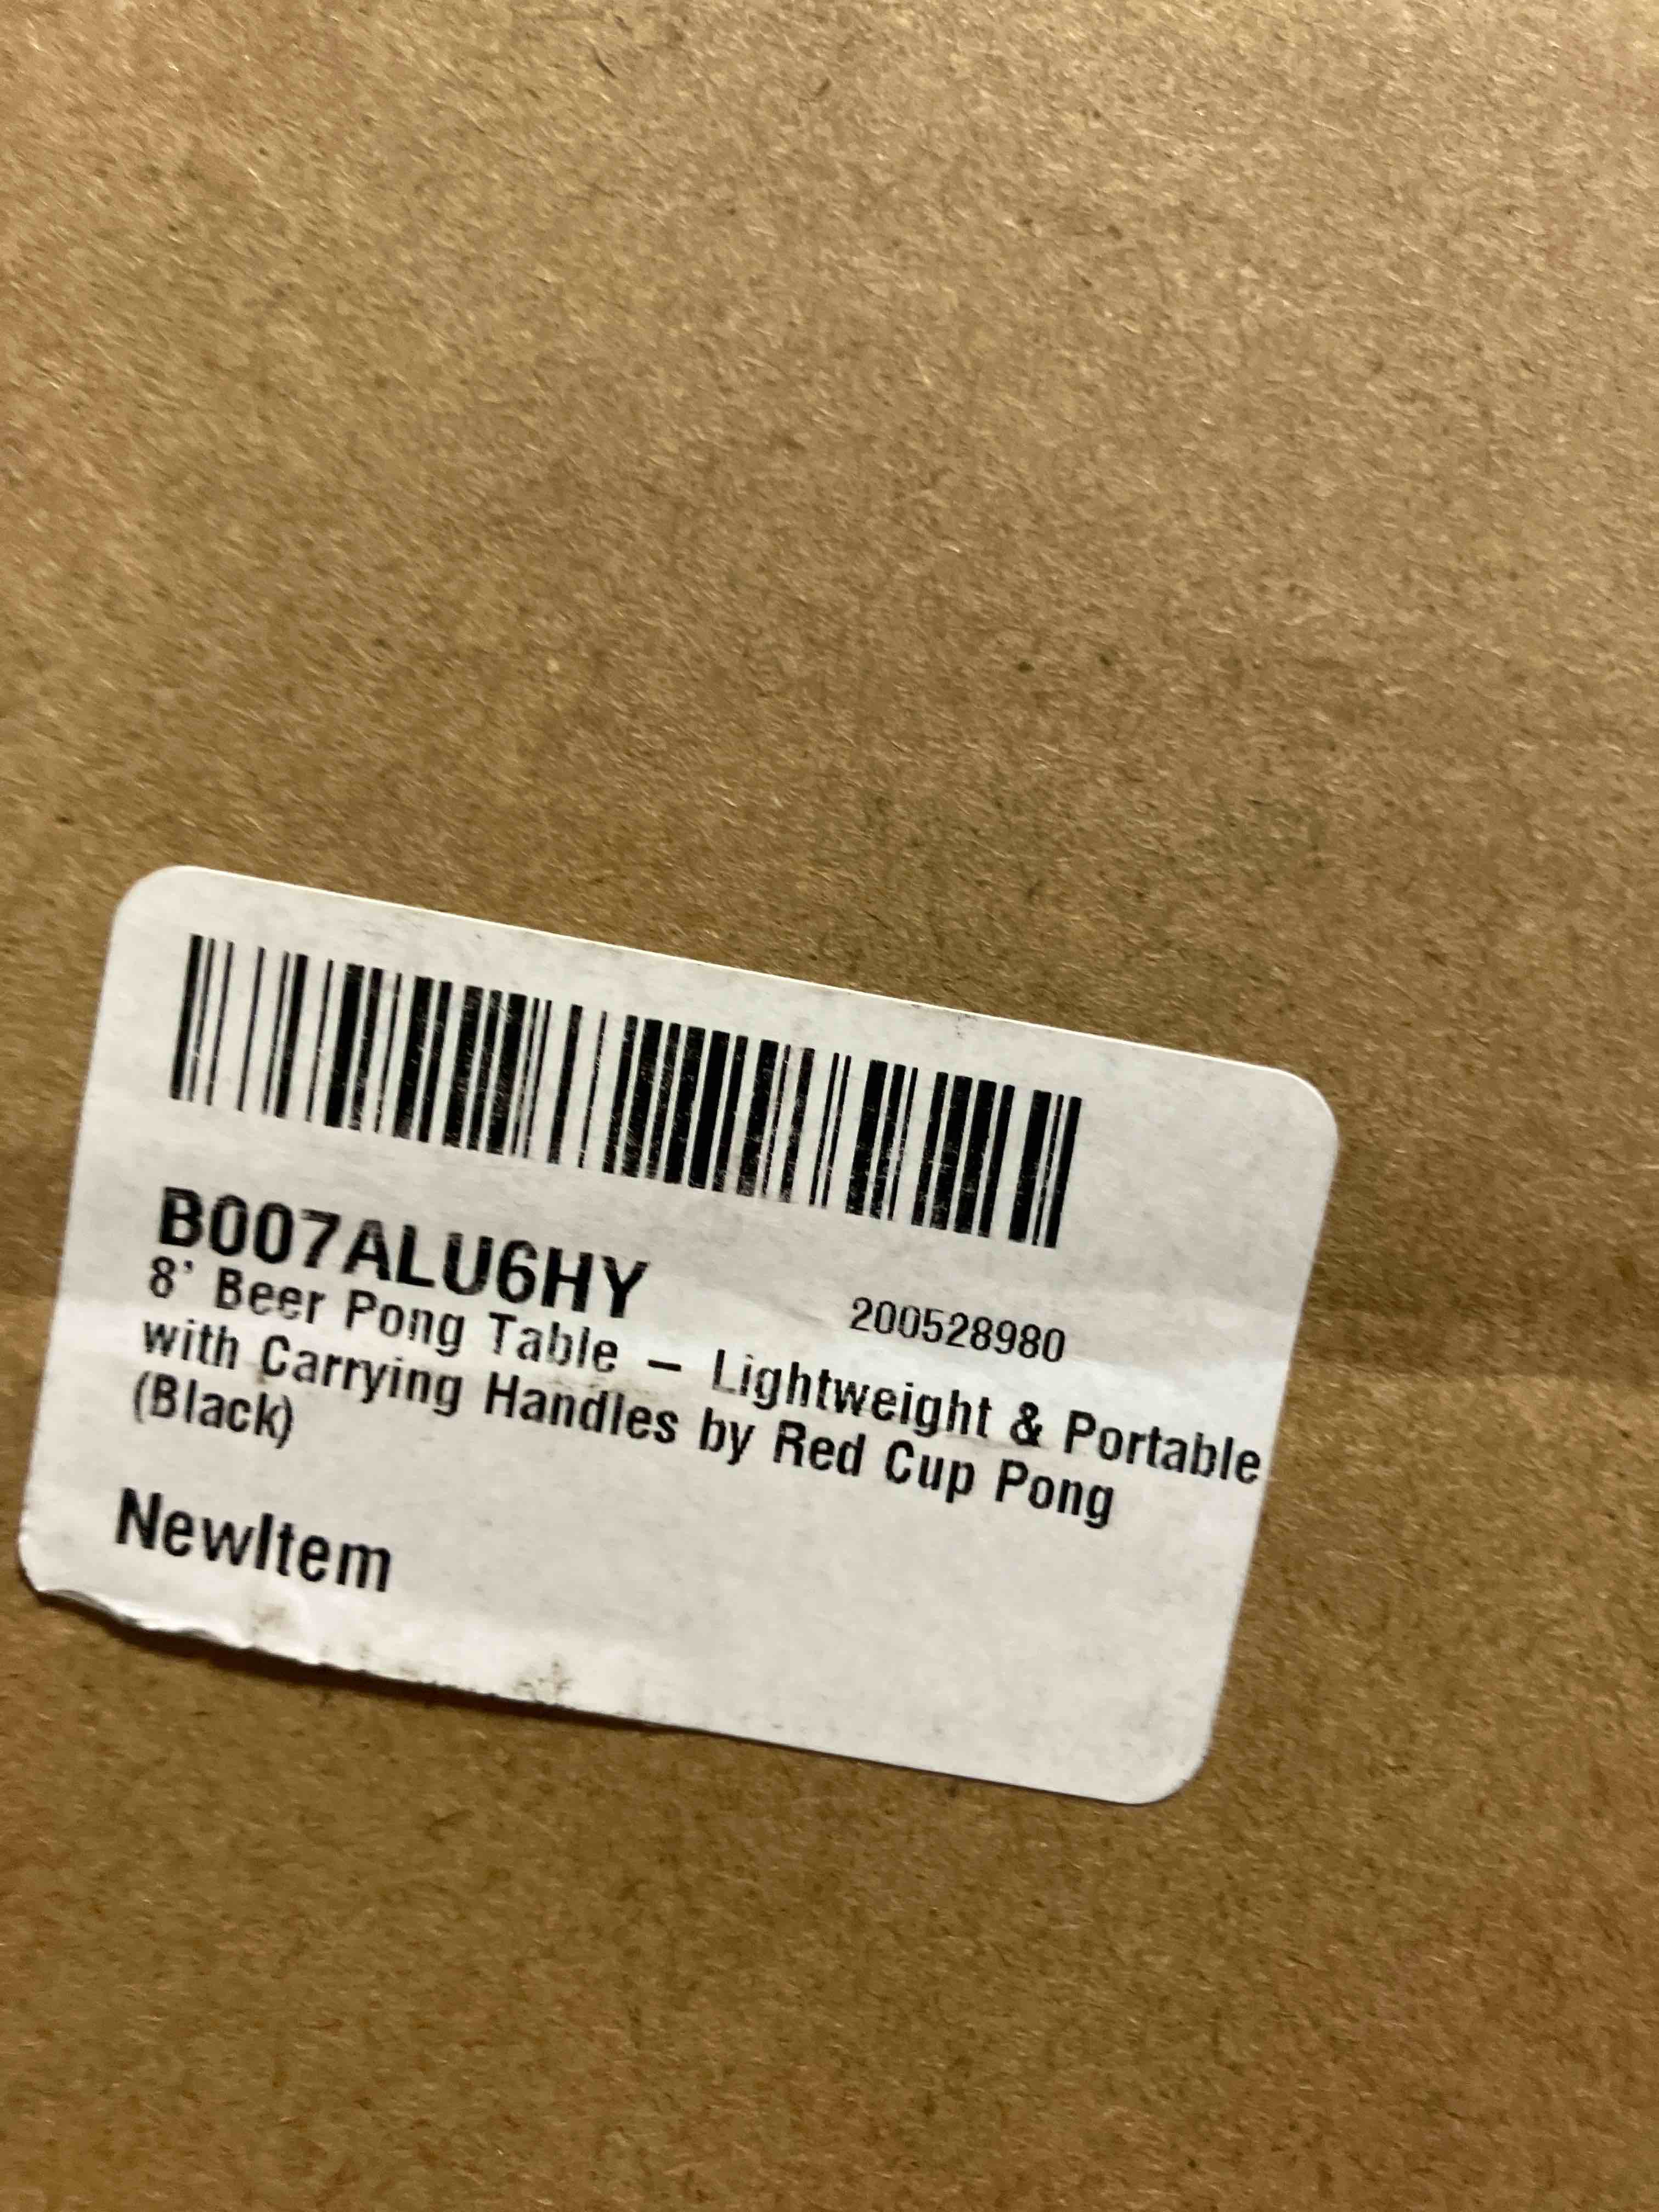 B007ALU6HY
200528980
8' Beer Pong Table – Lightweight & Portable
with Carrying Handles by Red Cup Pong
(Black)
NewItem